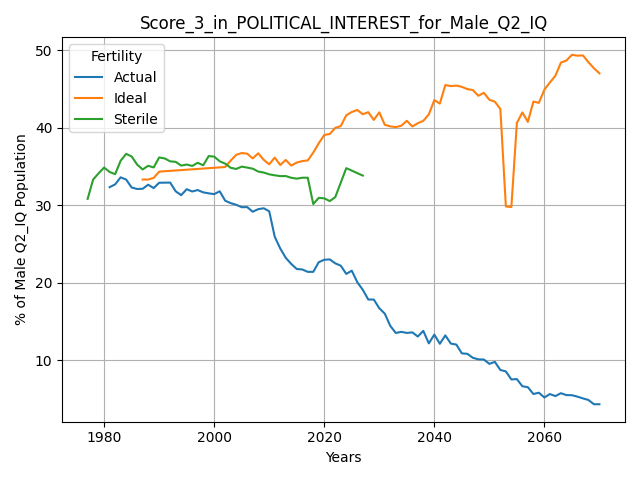 Score_3_in_POLITICAL_INTEREST_for_Male_Q2_IQ
Fertility
Actual
Ideal
Sterile
% of Male Q2_IQ Population
50
40
30
20
10
1980 2000 2020 2040 2060
Years